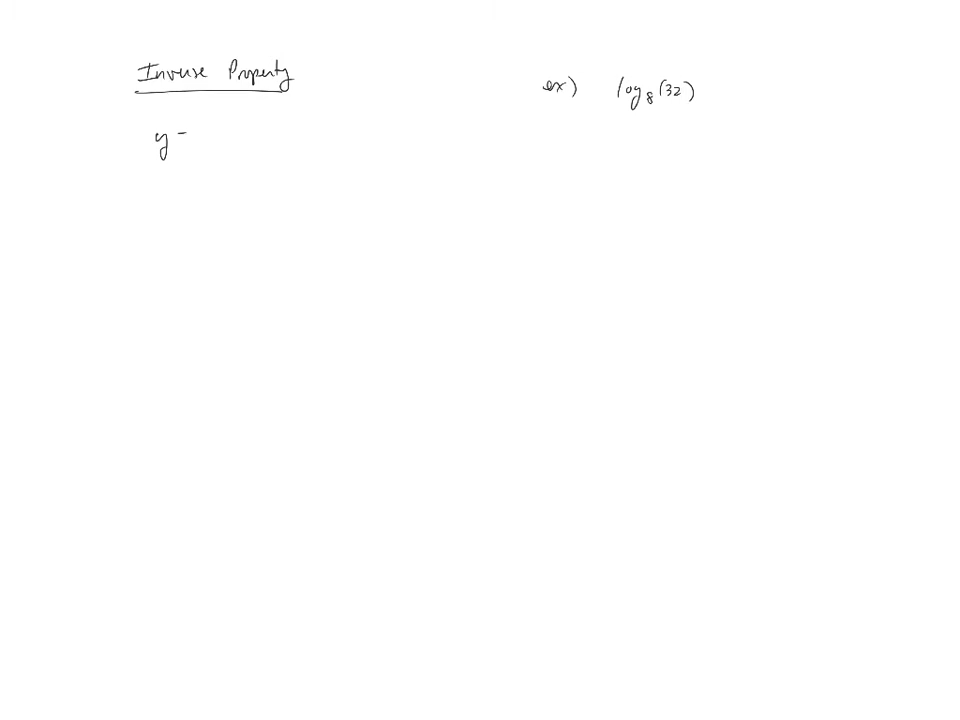 Inverse Property
ex) log₈(32)
y =